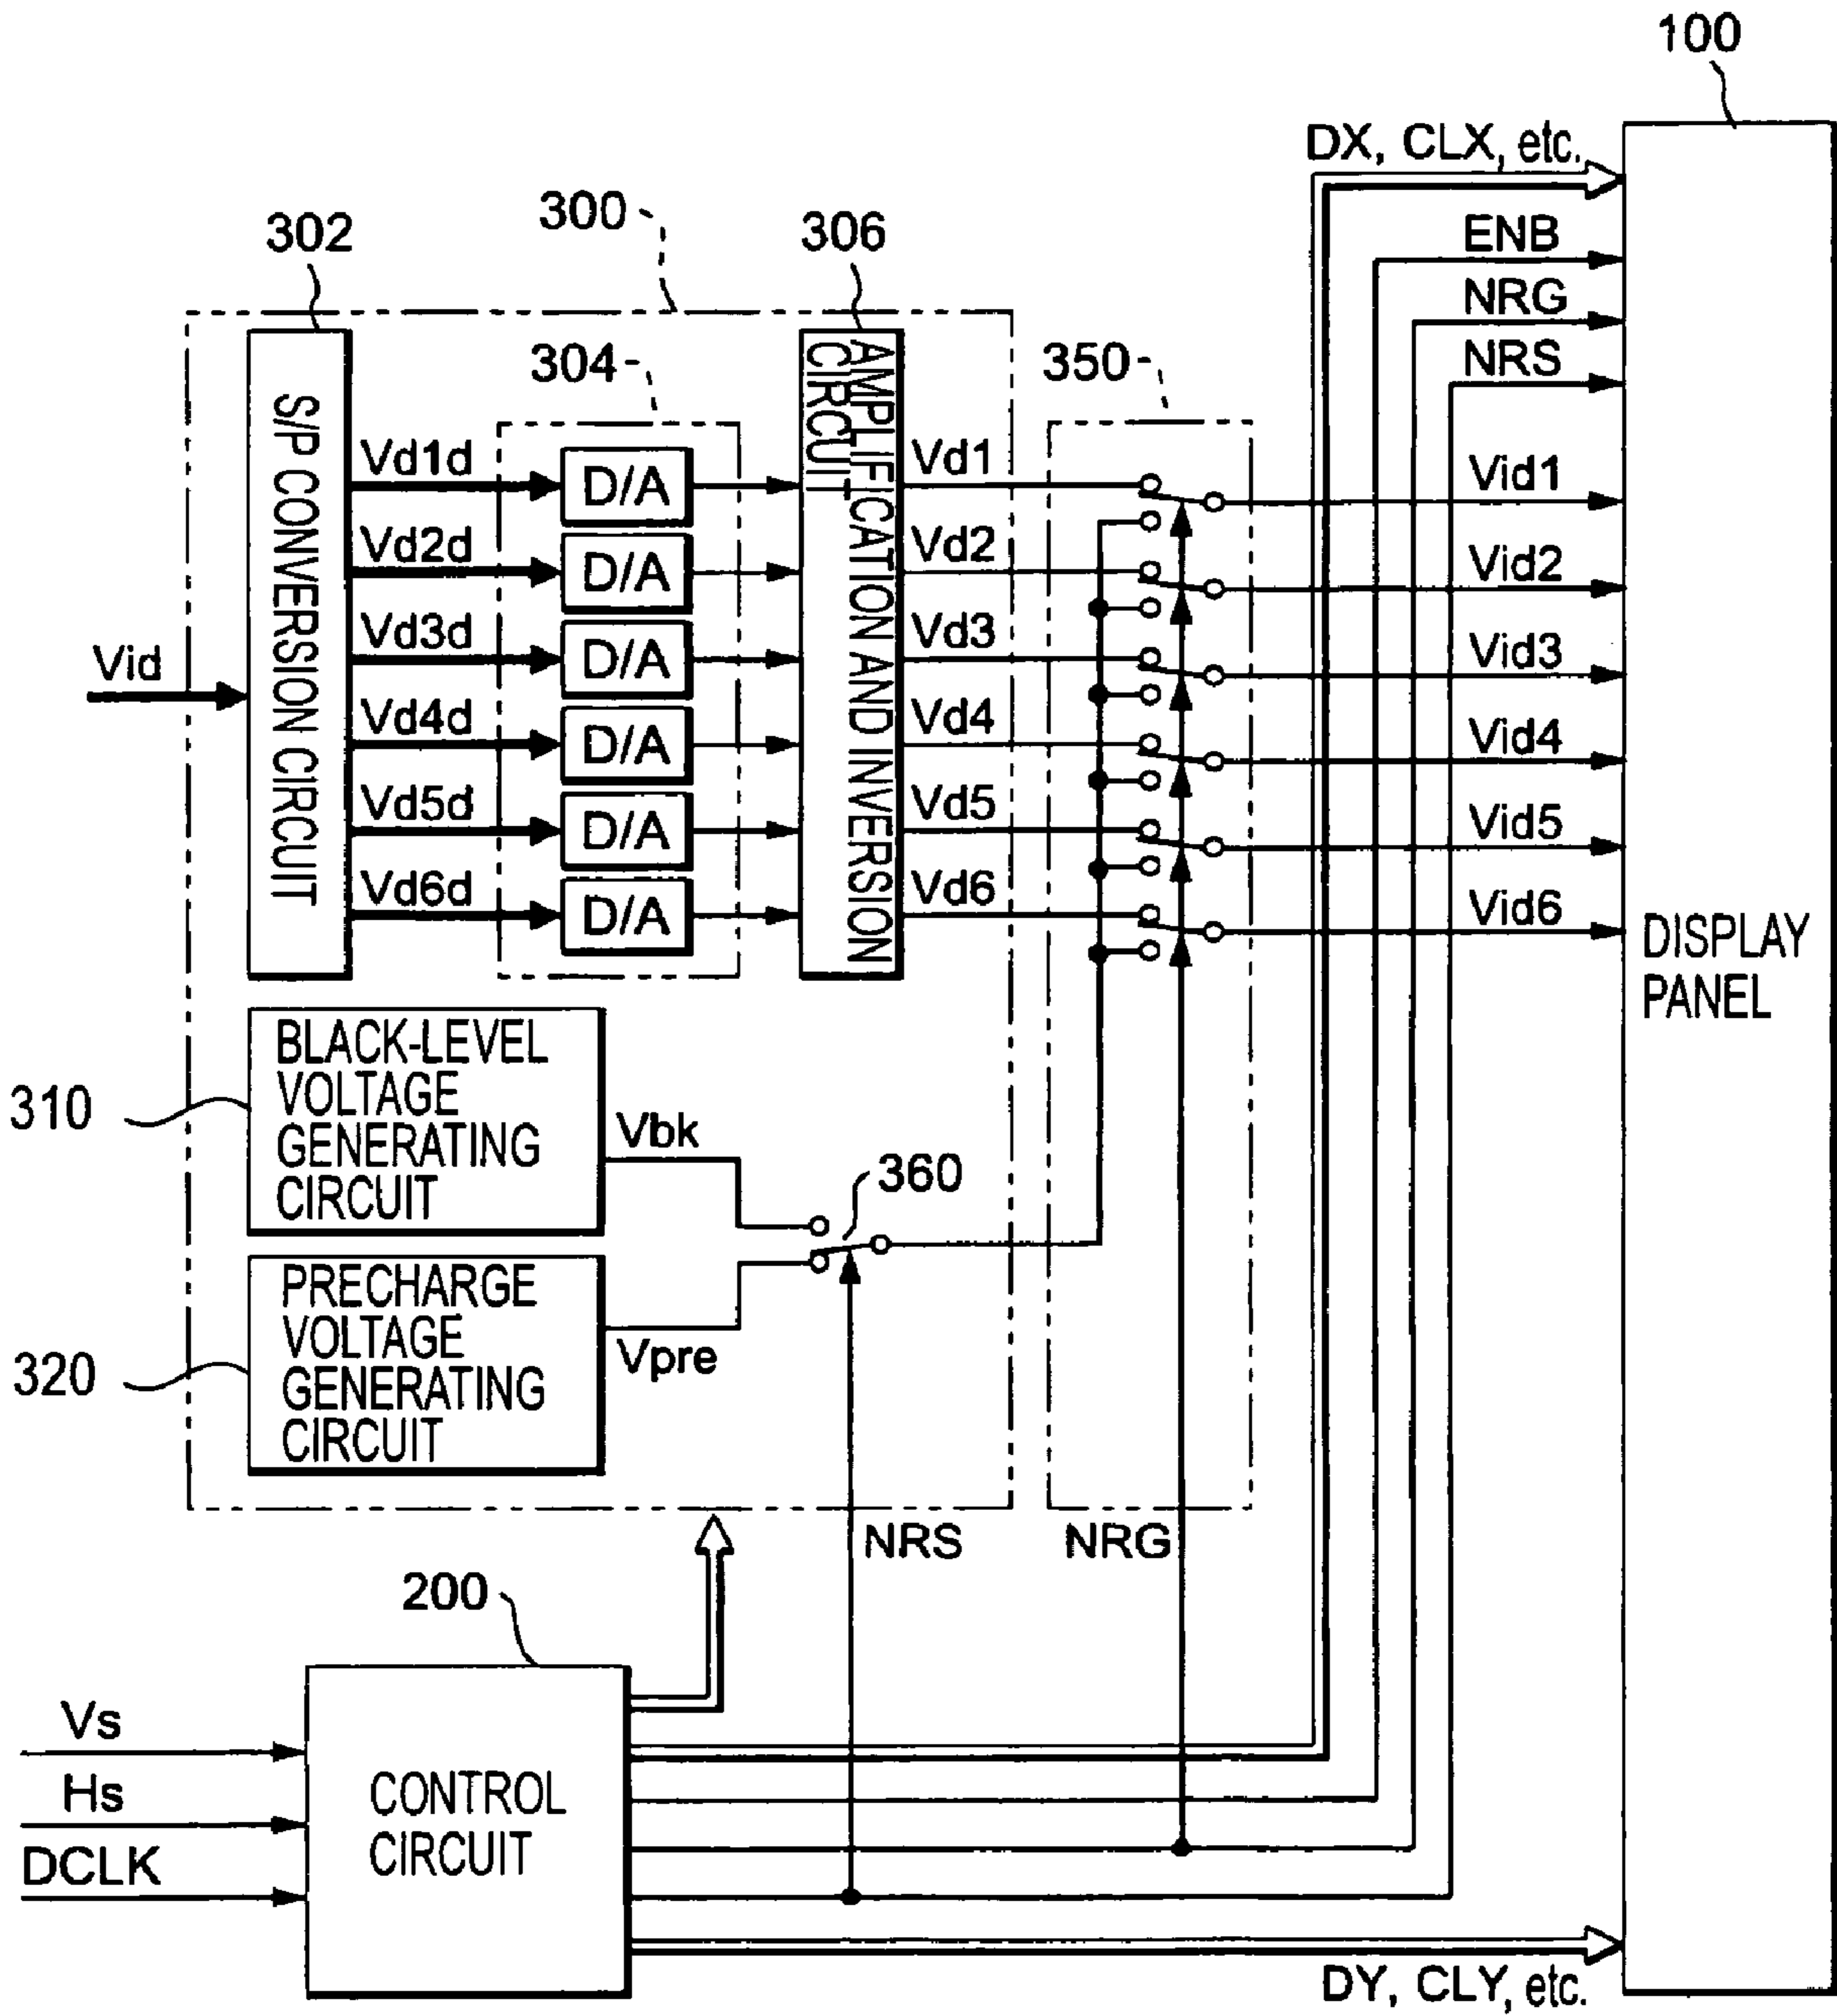 100
DX, CLX, etc.
ENB
NRG
NRS
300
302
306
304
350
S/P CONVERSION CIRCUIT
AMPLIFICATION AND INVERSION
CIRCUIT
Vid
Vd1d
D/A
Vd1
Vid1
Vd2d
D/A
Vd2
Vid2
Vd3d
D/A
Vd3
Vid3
Vd4d
D/A
Vd4
Vid4
Vd5d
D/A
Vd5
Vid5
Vd6d
D/A
Vd6
Vid6
DISPLAY
PANEL
310
BLACK-LEVEL
VOLTAGE
GENERATING
CIRCUIT
Vbk
360
320
PRECHARGE
VOLTAGE
GENERATING
CIRCUIT
Vpre
NRS
NRG
200
Vs
Hs
DCLK
CONTROL
CIRCUIT
DY, CLY, etc.